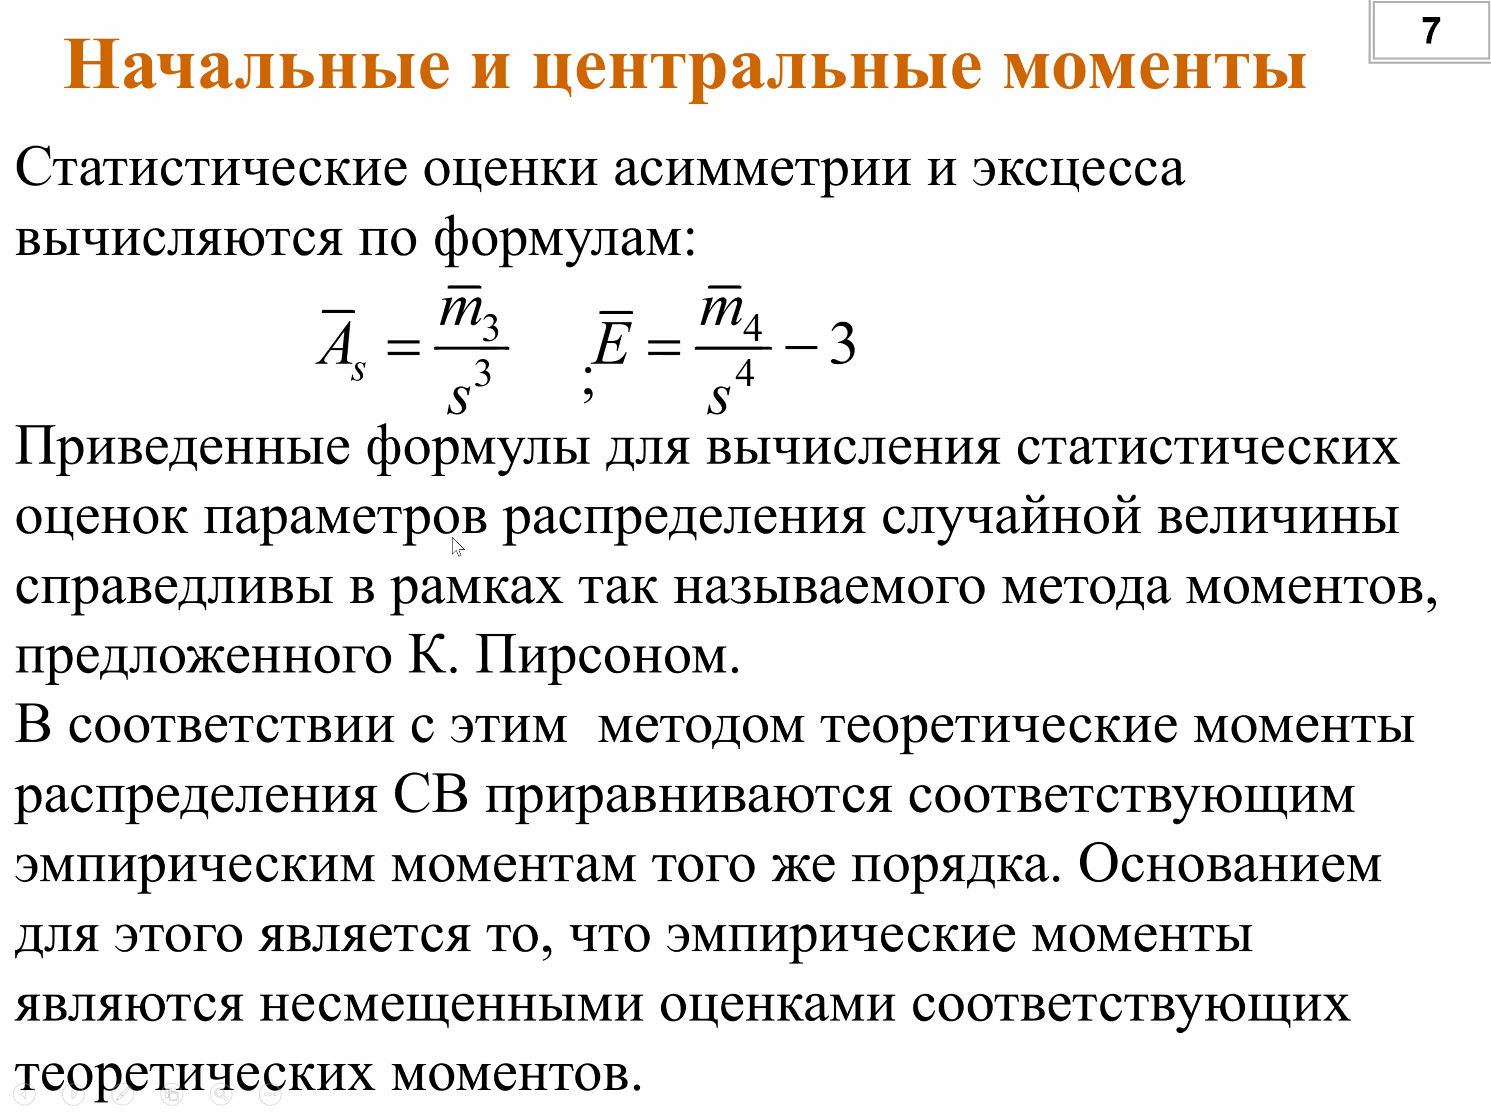 7
Начальные и центральные моменты
Статистические оценки асимметрии и эксцесса
вычисляются по формулам:
A̅ₛ = m̅₃ / s³ ; E̅ = m̅₄ / s⁴ − 3
Приведенные формулы для вычисления статистических
оценок параметров распределения случайной величины
справедливы в рамках так называемого метода моментов,
предложенного К. Пирсоном.
В соответствии с этим  методом теоретические моменты
распределения СВ приравниваются соответствующим
эмпирическим моментам того же порядка. Основанием
для этого является то, что эмпирические моменты
являются несмещенными оценками соответствующих
теоретических моментов.